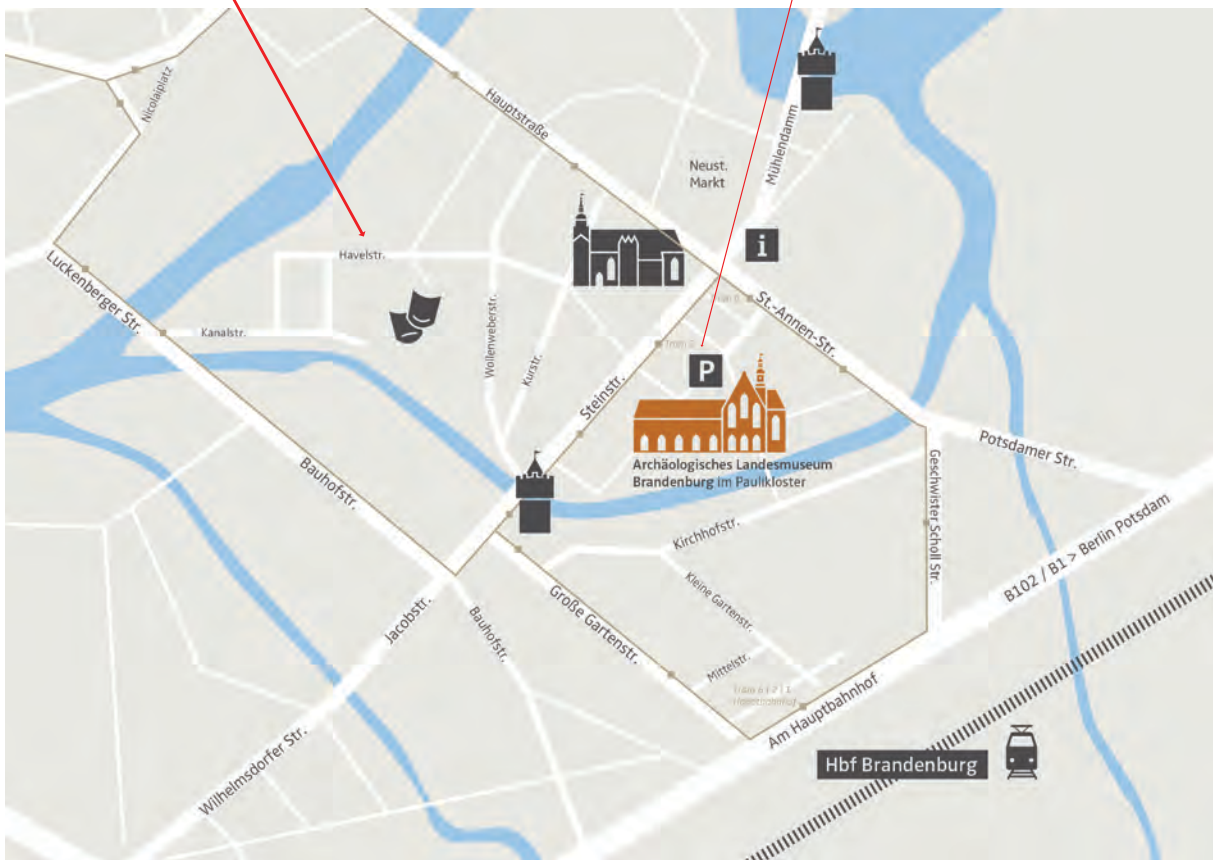 Nicolaiplatz
Hauptstraße
Mühlendamm
Neust.
Markt
i
Havelstr.
Luckenberger Str.
Kanalstr.
Wollenweberstr.
Kurstr.
Steinstr.
St.-Annen-Str.
P
Archäologisches Landesmuseum
Brandenburg im Paulikloster
Potsdamer Str.
Geschwister Scholl Str.
Bauhofstr.
Kirchhofstr.
Kleine Gartenstr.
Große Gartenstr.
Mittelstr.
Jacobstr.
Bauhofstr.
B102 / B1 > Berlin Potsdam
Am Hauptbahnhof
Wilhelmsdorfer Str.
Hbf Brandenburg